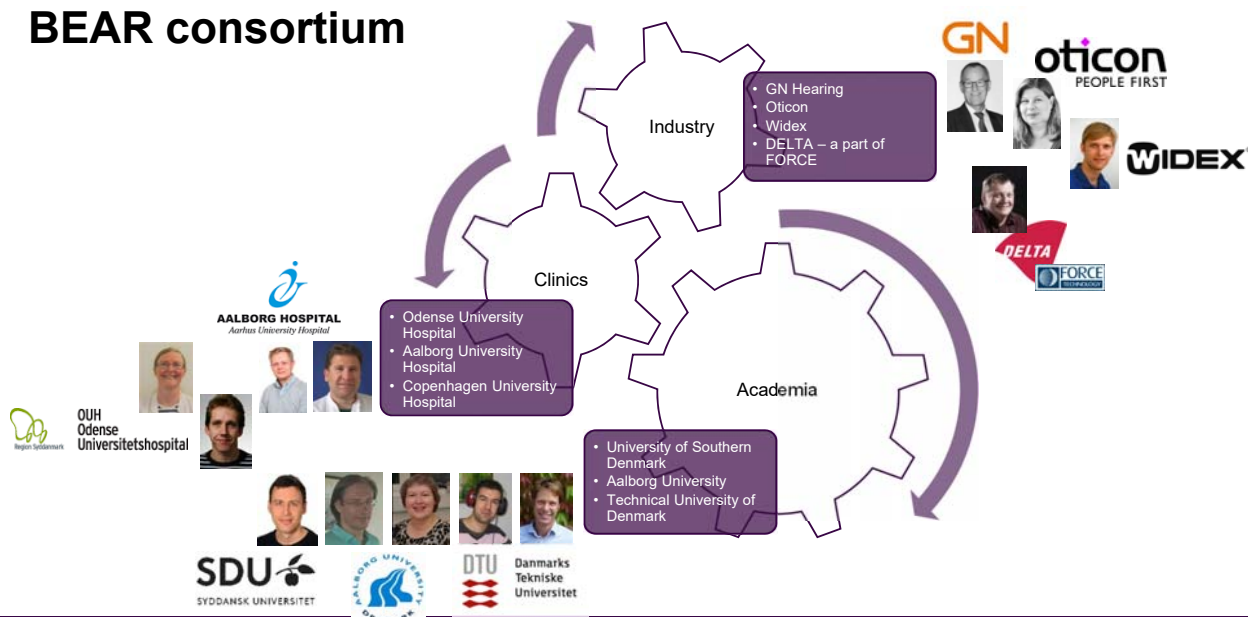 BEAR consortium
GN
oticon
PEOPLE FIRST
Industry
• GN Hearing
• Oticon
• Widex
• DELTA – a part of
FORCE
WIDEX
DELTA
FORCE
TECHNOLOGY
Clinics
AALBORG HOSPITAL
Aarhus University Hospital
• Odense University
Hospital
• Aalborg University
Hospital
• Copenhagen University
Hospital
Academia
OUH
Odense
Universitetshospital
Region Syddanmark
• University of Southern
Denmark
• Aalborg University
• Technical University of
Denmark
SDU
SYDDANSK UNIVERSITET
AALBORG UNIVERSITY
DTU
Danmarks
Tekniske
Universitet